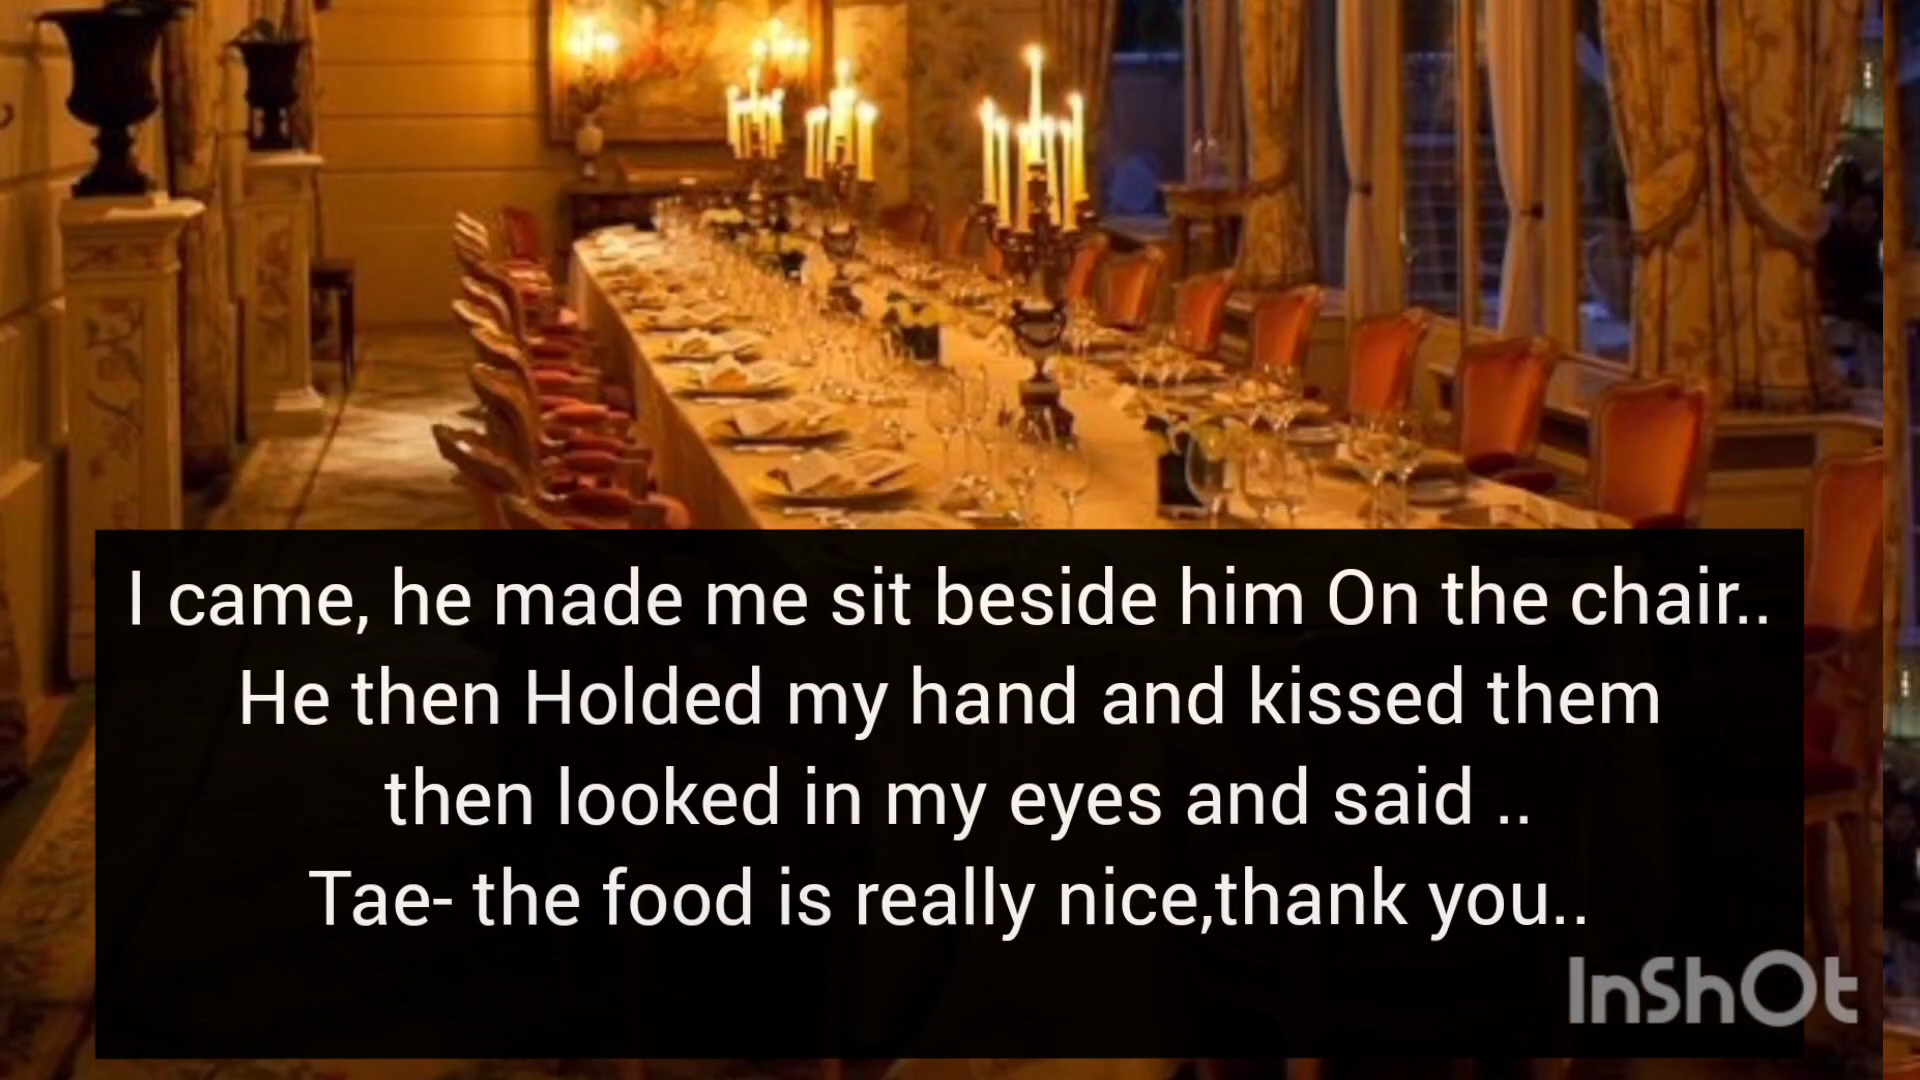 I came, he made me sit beside him On the chair..
He then Holded my hand and kissed them
then looked in my eyes and said ..
Tae- the food is really nice,thank you..
InShOt